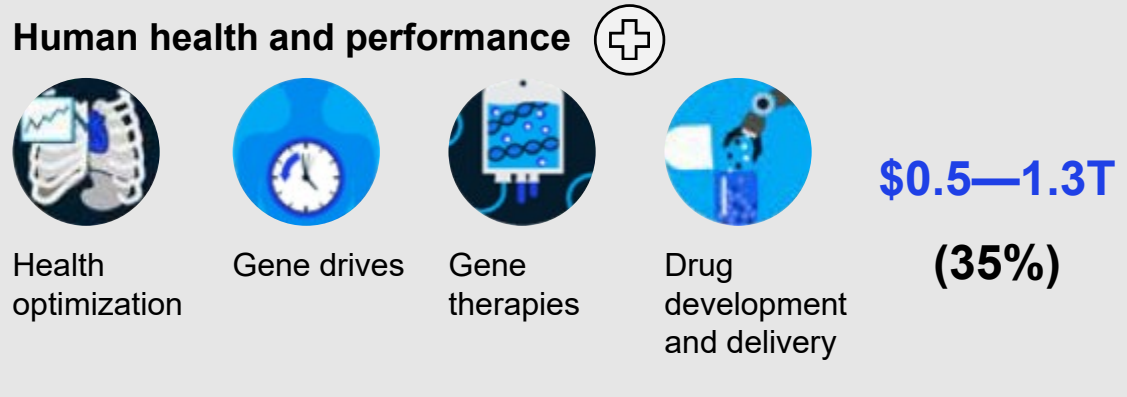 Human health and performance
Health
optimization
Gene drives
Gene
therapies
Drug
development
and delivery
$0.5—1.3T
(35%)